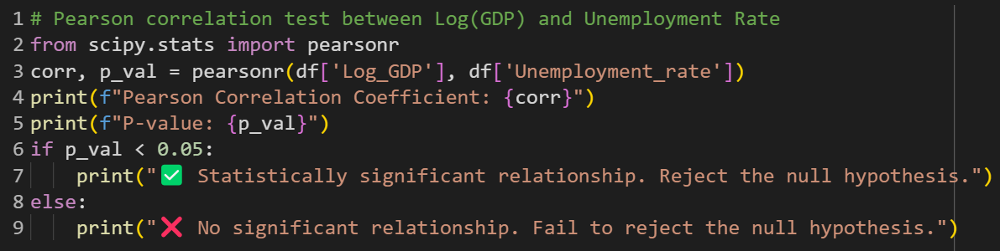 1 # Pearson correlation test between Log(GDP) and Unemployment Rate
2 from scipy.stats import pearsonr
3 corr, p_val = pearsonr(df['Log_GDP'], df['Unemployment_rate'])
4 print(f"Pearson Correlation Coefficient: {corr}")
5 print(f"P-value: {p_val}")
6 if p_val < 0.05:
7     print("✅ Statistically significant relationship. Reject the null hypothesis.")
8 else:
9     print("❌ No significant relationship. Fail to reject the null hypothesis.")